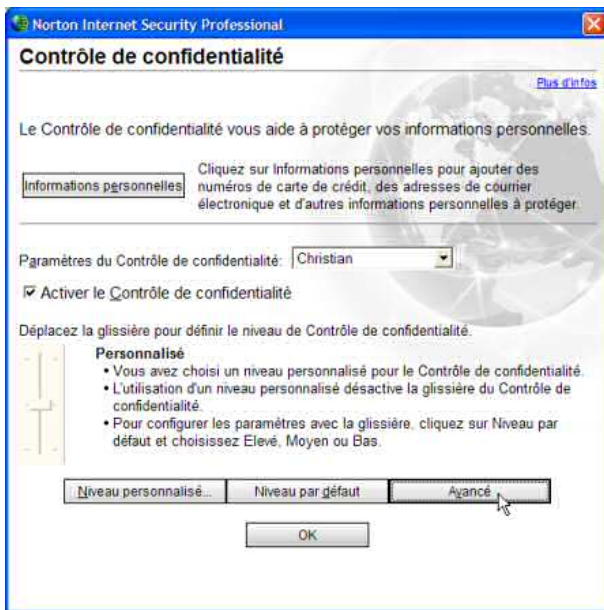 Norton Internet Security Professional
Contrôle de confidentialité
Plus d'infos
Le Contrôle de confidentialité vous aide à protéger vos informations personnelles.
Informations personnelles
Cliquez sur Informations personnelles pour ajouter des
numéros de carte de crédit, des adresses de courrier
électronique et d'autres informations personnelles à protéger.
Paramètres du Contrôle de confidentialité:
Christian
Activer le Contrôle de confidentialité
Déplacez la glissière pour définir le niveau de Contrôle de confidentialité.
Personnalisé
• Vous avez choisi un niveau personnalisé pour le Contrôle de confidentialité.
• L'utilisation d'un niveau personnalisé désactive la glissière du Contrôle de
confidentialité.
• Pour configurer les paramètres avec la glissière, cliquez sur Niveau par
défaut et choisissez Elevé, Moyen ou Bas.
Niveau personnalisé...
Niveau par défaut
Avancé
OK